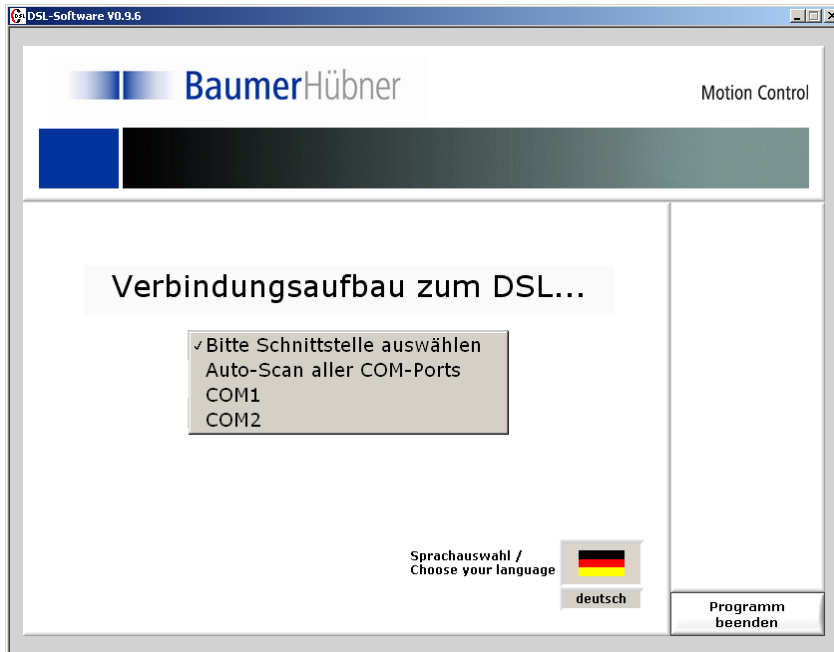 DSL-Software V0.9.6
BaumerHübner
Motion Control
Verbindungsaufbau zum DSL...
Bitte Schnittstelle auswählen
Auto-Scan aller COM-Ports
COM1
COM2
Sprachauswahl /
Choose your language
deutsch
Programm
beenden